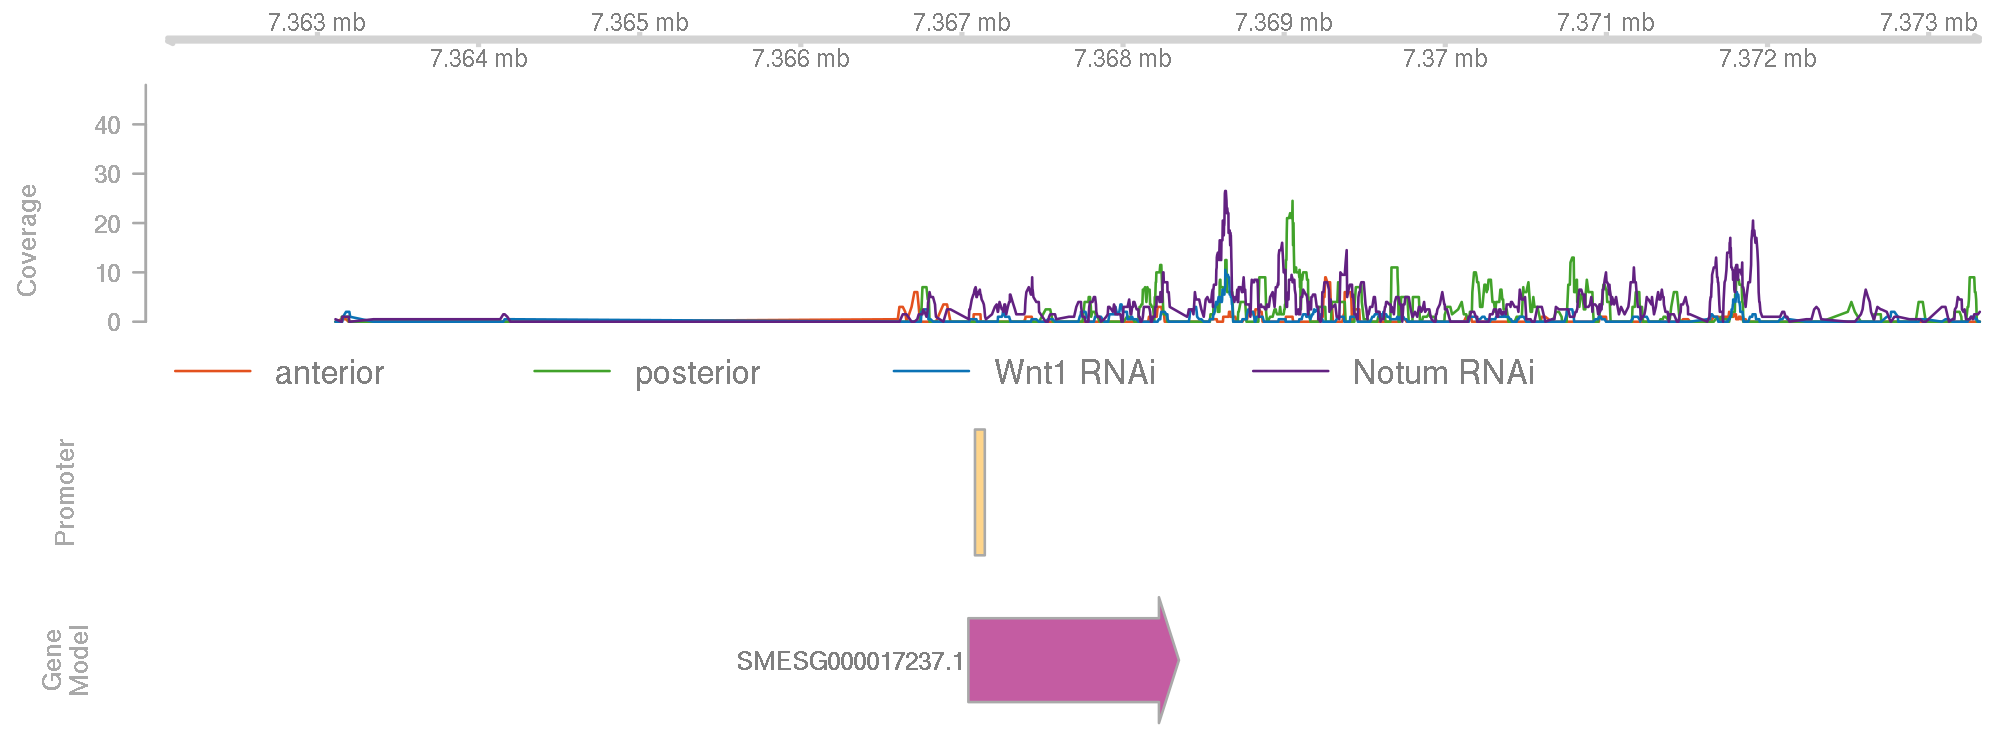 7.363 mb 7.365 mb 7.367 mb 7.369 mb 7.371 mb 7.373 mb
7.364 mb 7.366 mb 7.368 mb 7.37 mb 7.372 mb
Coverage
40
30
20
10
0
anterior posterior Wnt1 RNAi Notum RNAi
Promoter
Gene
Model
SMESG000017237.1